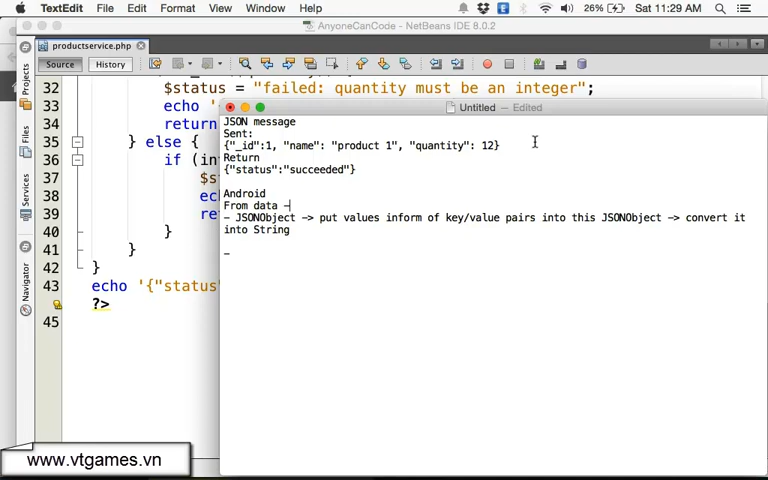 TextEdit File Edit Format View Window Help 26% Sat 11:29 AM
AnyoneCanCode - NetBeans IDE 8.0.2
productservice.php
Source History
Projects
Files
Services
Navigator
32 $status = "failed: quantity must be an integer";
33 echo '
34 return
35 } else {
36 if (in
37 $s
38 ec
39 re
40 }
41 }
42 }
43 echo '{"status"
44 ?>
45
Untitled — Edited
JSON message
Sent:
{"_id":1, "name": "product 1", "quantity": 12}
Return
{"status":"succeeded"}
Android
From data -
- JSONObject -> put values inform of key/value pairs into this JSONObject -> convert it
into String
-
www.vtgames.vn